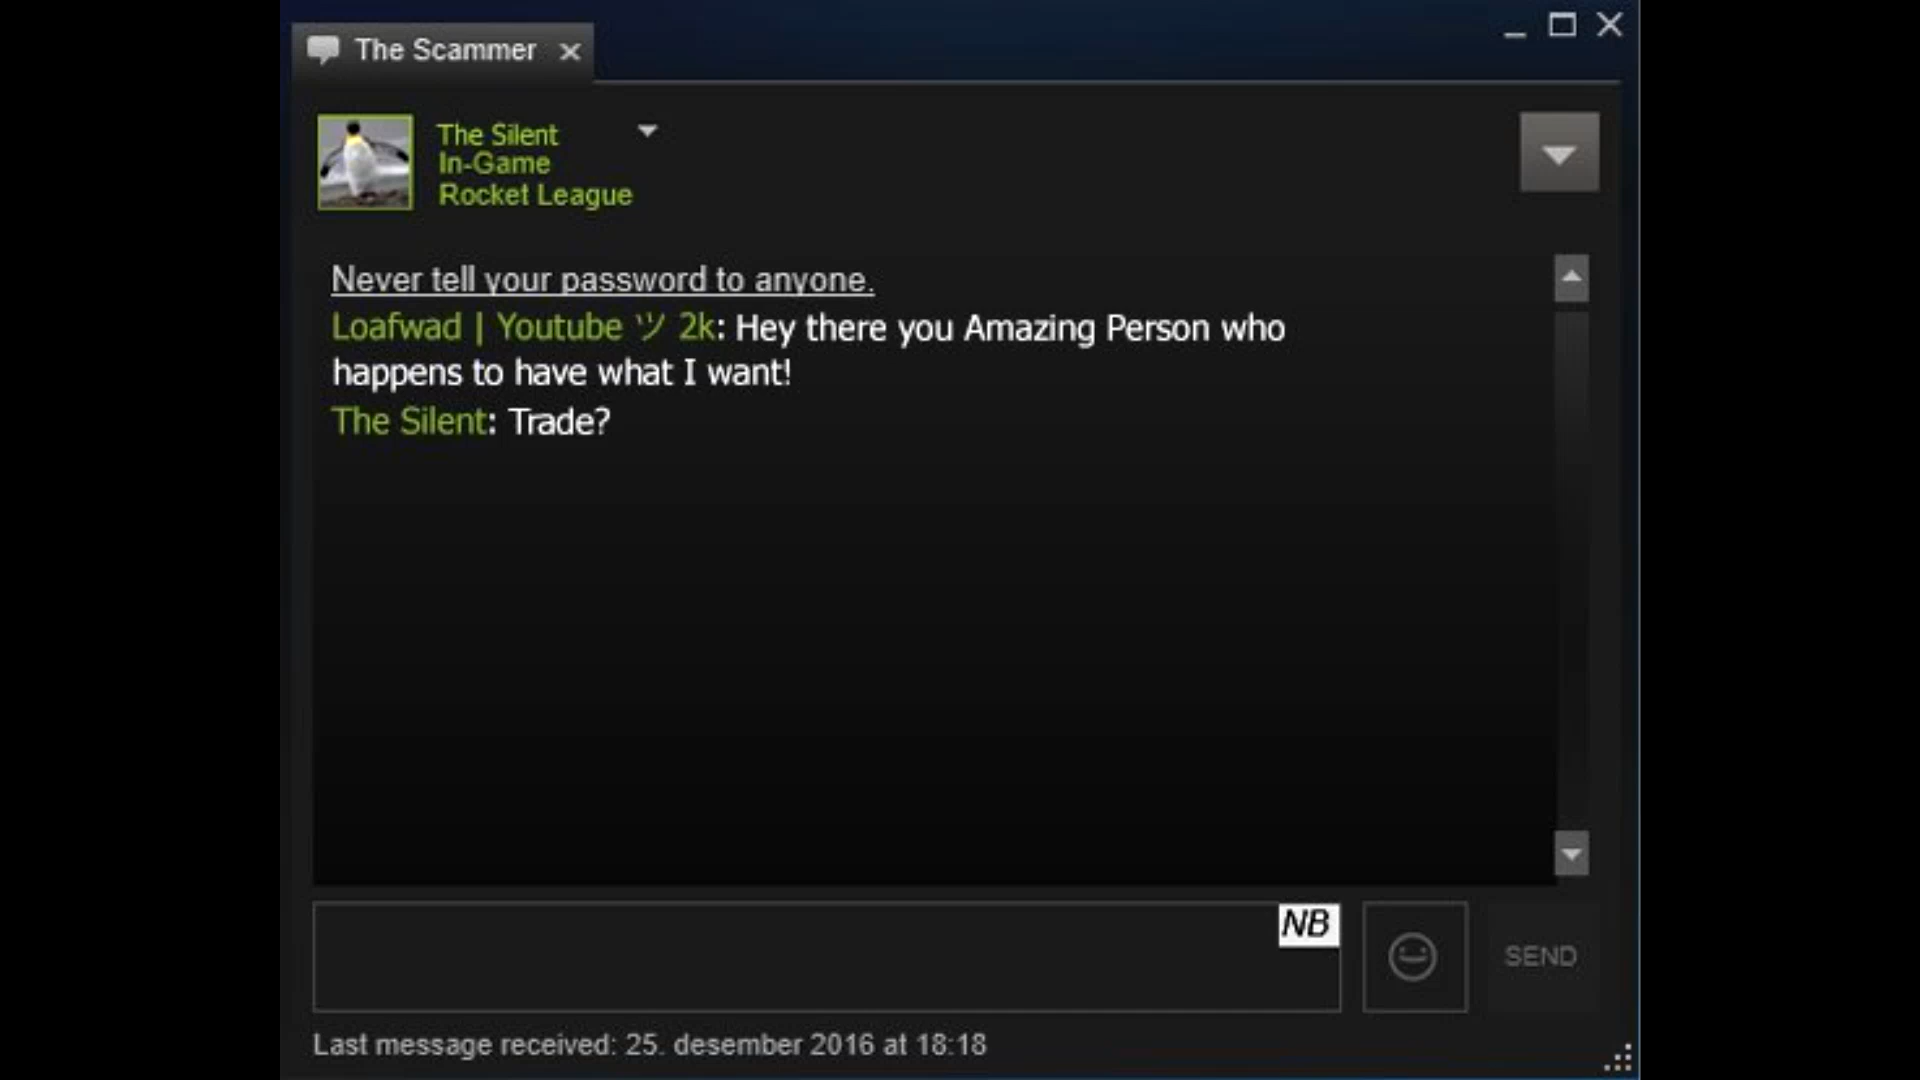 The Scammer
The Silent
In-Game
Rocket League
Never tell your password to anyone.
Loafwad | Youtube ツ 2k: Hey there you Amazing Person who
happens to have what I want!
The Silent: Trade?
NB
SEND
Last message received: 25. desember 2016 at 18:18